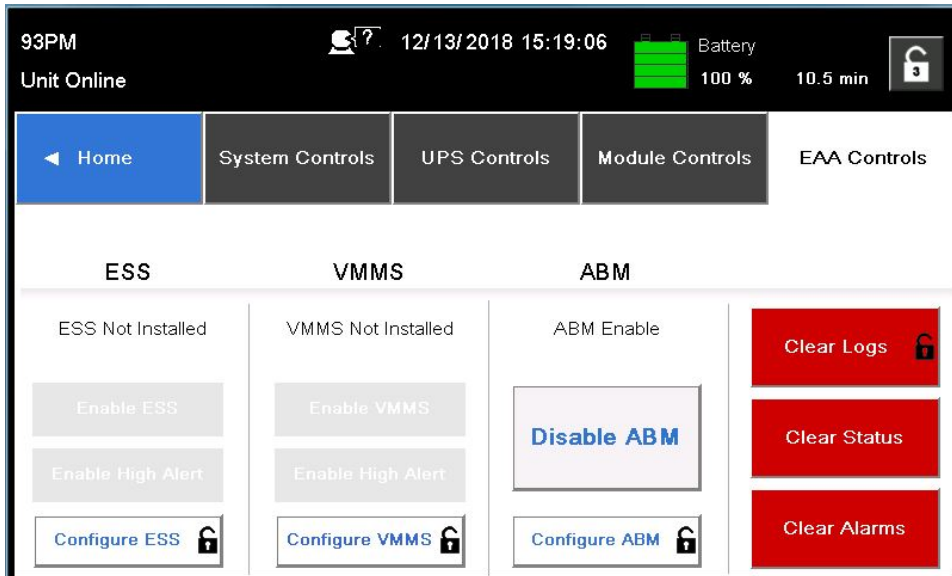 93PM
?
12/13/2018 15:19:06
Battery
Unit Online
100 %
10.5 min
3
◄ Home
System Controls
UPS Controls
Module Controls
EAA Controls
ESS
VMMS
ABM
ESS Not Installed
VMMS Not Installed
ABM Enable
Clear Logs
Enable ESS
Enable VMMS
Disable ABM
Clear Status
Enable High Alert
Enable High Alert
Configure ESS
Configure VMMS
Configure ABM
Clear Alarms